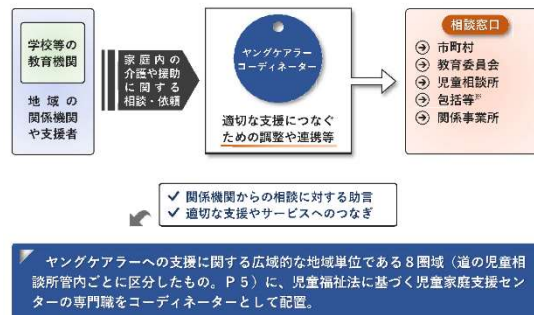 学校等の
教育機関
地域の
関係機関
や支援者
家庭内の
介護や援助
に関する
相談・依頼
ヤングケアラー
コーディネーター
適切な支援につなぐ
ための調整や連携等
相談窓口
市町村
教育委員会
児童相談所
包括等※
関係事業所
✓ 関係機関からの相談に対する助言
✓ 適切な支援やサービスへのつなぎ
ヤングケアラーへの支援に関する広域的な地域単位である8圏域（道の児童相
談所管内ごとに区分したもの。P5）に、児童福祉法に基づく児童家庭支援セン
ターの専門職をコーディネーターとして配置。